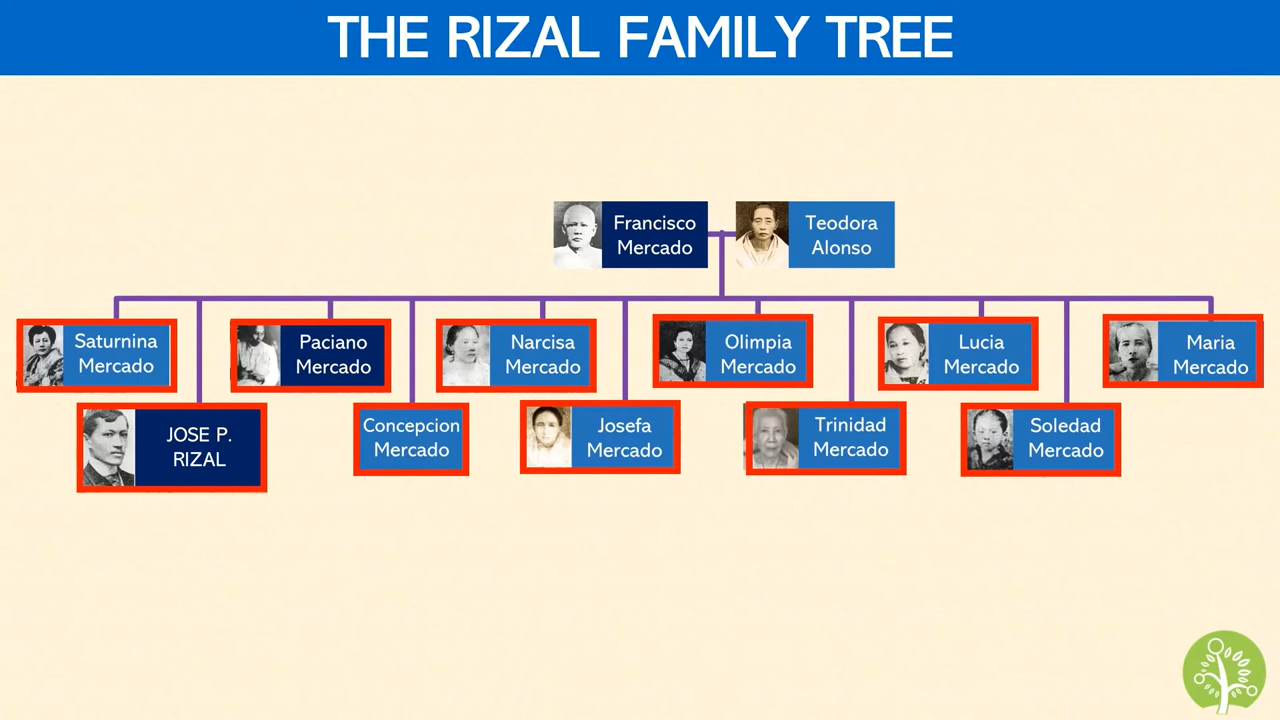 THE RIZAL FAMILY TREE
Francisco
Mercado
Teodora
Alonso
Saturnina
Mercado
Paciano
Mercado
Narcisa
Mercado
Olimpia
Mercado
Lucia
Mercado
Maria
Mercado
JOSE P.
RIZAL
Concepcion
Mercado
Josefa
Mercado
Trinidad
Mercado
Soledad
Mercado